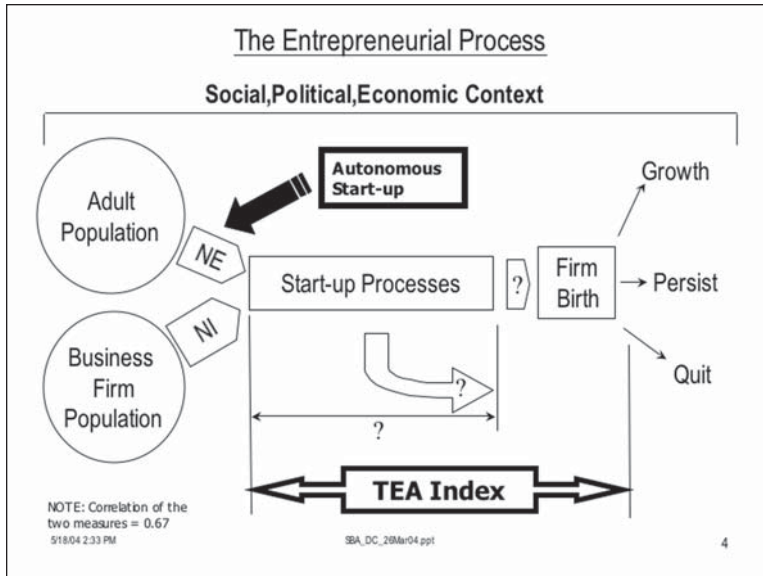 The Entrepreneurial Process
Social,Political,Economic Context
Autonomous
Start-up
Growth
Adult
Population
NE
Start-up Processes
?
Firm
Birth
Persist
NI
Business
Firm
Population
?
Quit
?
TEA Index
NOTE: Correlation of the
two measures = 0.67
5/18/04 2:33 PM
SBA_DC_26Mar04.ppt
4